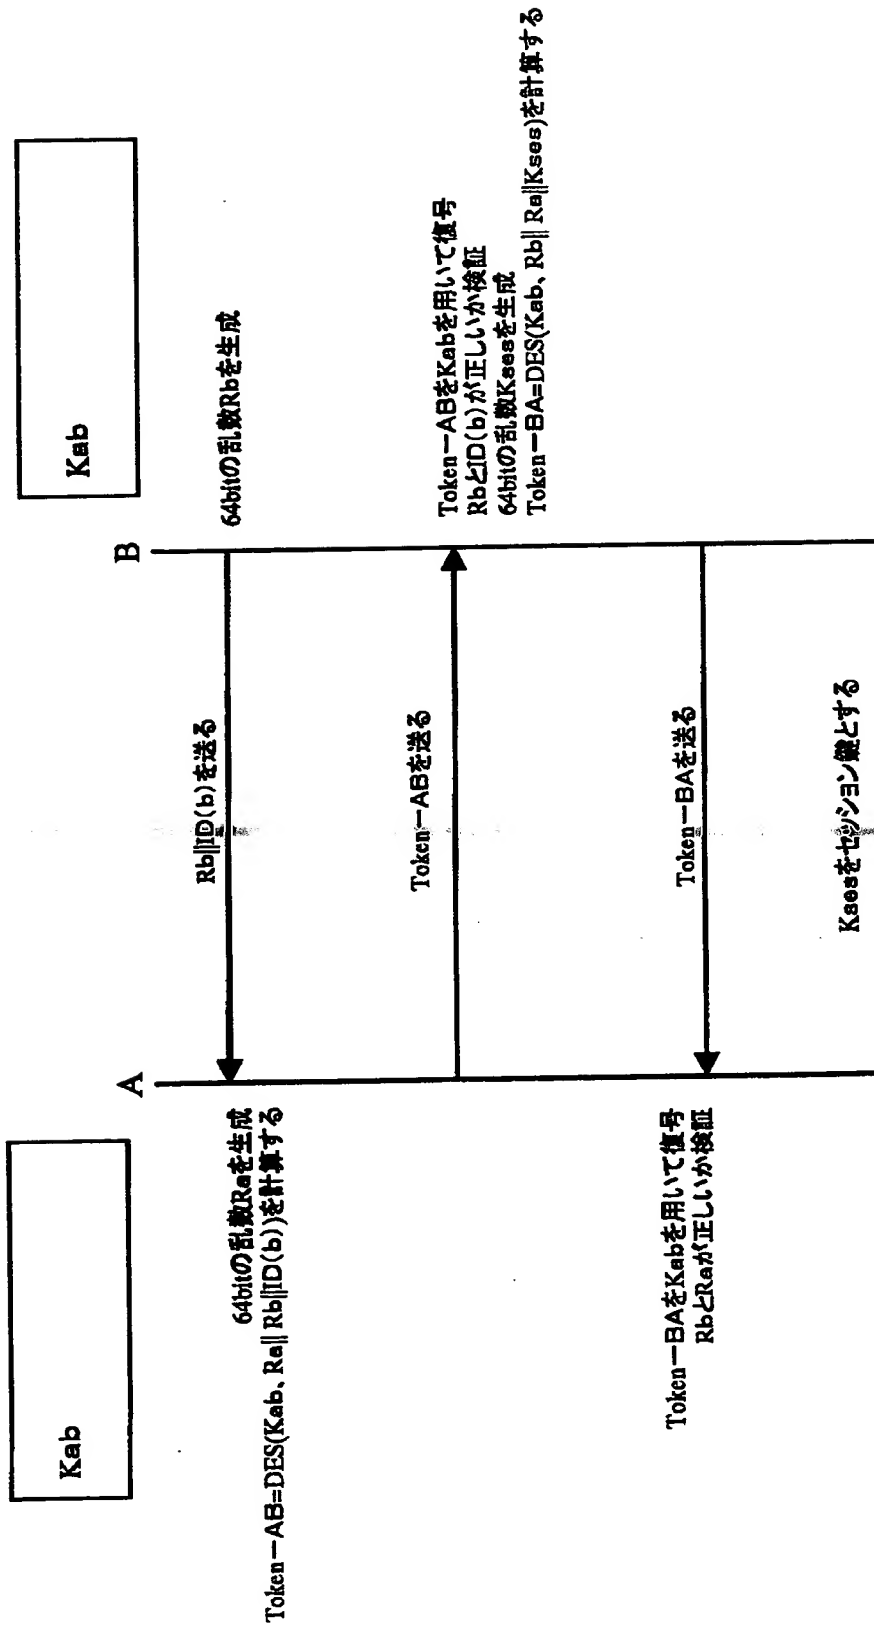 Kab
Kab
A
B
64bitの乱数Rbを生成
Rb||ID(b)を送る
64bitの乱数Raを生成
Token－AB=DES(Kab、Ra|| Rb||ID(b))を計算する
Token－ABを送る
Token－ABをKabを用いて復号
RbとID(b)が正しいか検証
64bitの乱数Ksesを生成
Token－BA=DES(Kab、Rb|| Ra||Kses)を計算する
Token－BAを送る
Token－BAをKabを用いて復号
RbとRaが正しいか検証
Ksesをセッション鍵とする